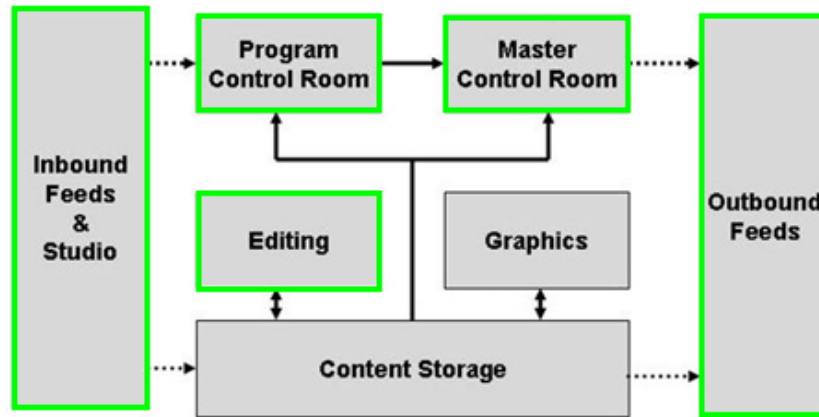 Program
Control Room
Master
Control Room
Inbound
Feeds
&
Studio
Editing
Graphics
Outbound
Feeds
Content Storage